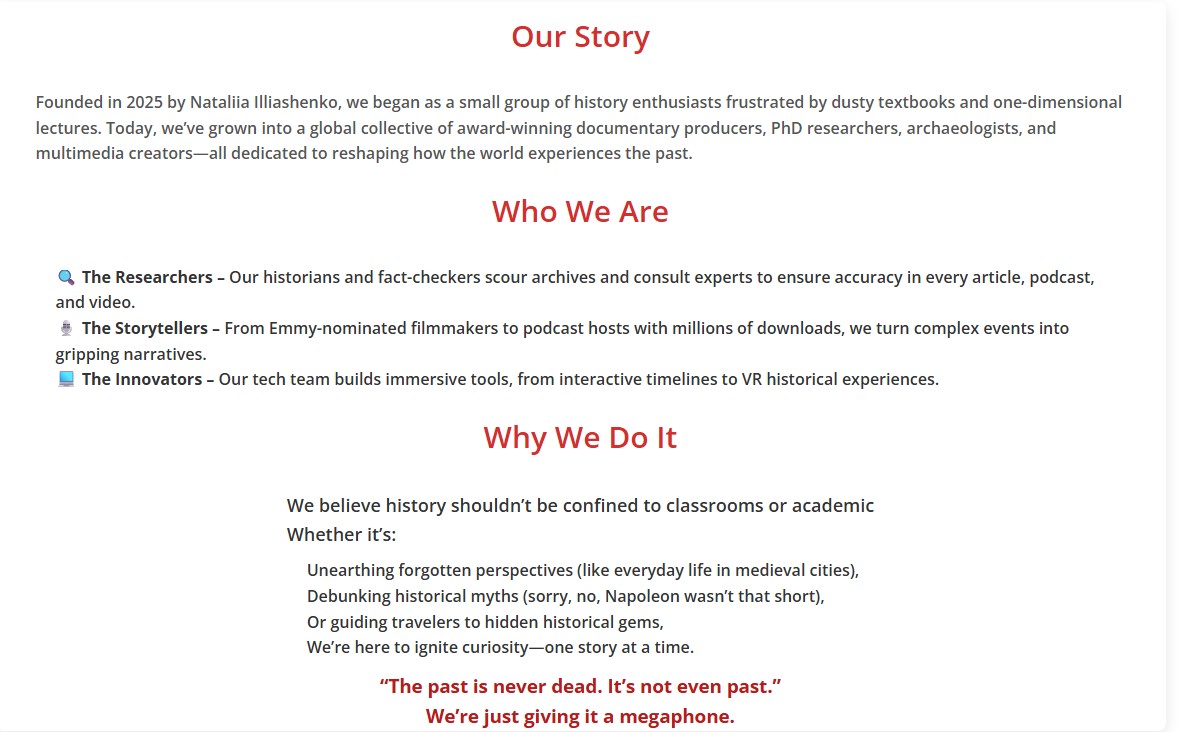 Our Story
Founded in 2025 by Nataliia Illiashenko, we began as a small group of history enthusiasts frustrated by dusty textbooks and one-dimensional
lectures. Today, we’ve grown into a global collective of award-winning documentary producers, PhD researchers, archaeologists, and
multimedia creators—all dedicated to reshaping how the world experiences the past.
Who We Are
🔍 The Researchers – Our historians and fact-checkers scour archives and consult experts to ensure accuracy in every article, podcast,
and video.
🎙 The Storytellers – From Emmy-nominated filmmakers to podcast hosts with millions of downloads, we turn complex events into
gripping narratives.
💻 The Innovators – Our tech team builds immersive tools, from interactive timelines to VR historical experiences.
Why We Do It
We believe history shouldn’t be confined to classrooms or academic
Whether it’s:
Unearthing forgotten perspectives (like everyday life in medieval cities),
Debunking historical myths (sorry, no, Napoleon wasn’t that short),
Or guiding travelers to hidden historical gems,
We’re here to ignite curiosity—one story at a time.
“The past is never dead. It’s not even past.”
We’re just giving it a megaphone.